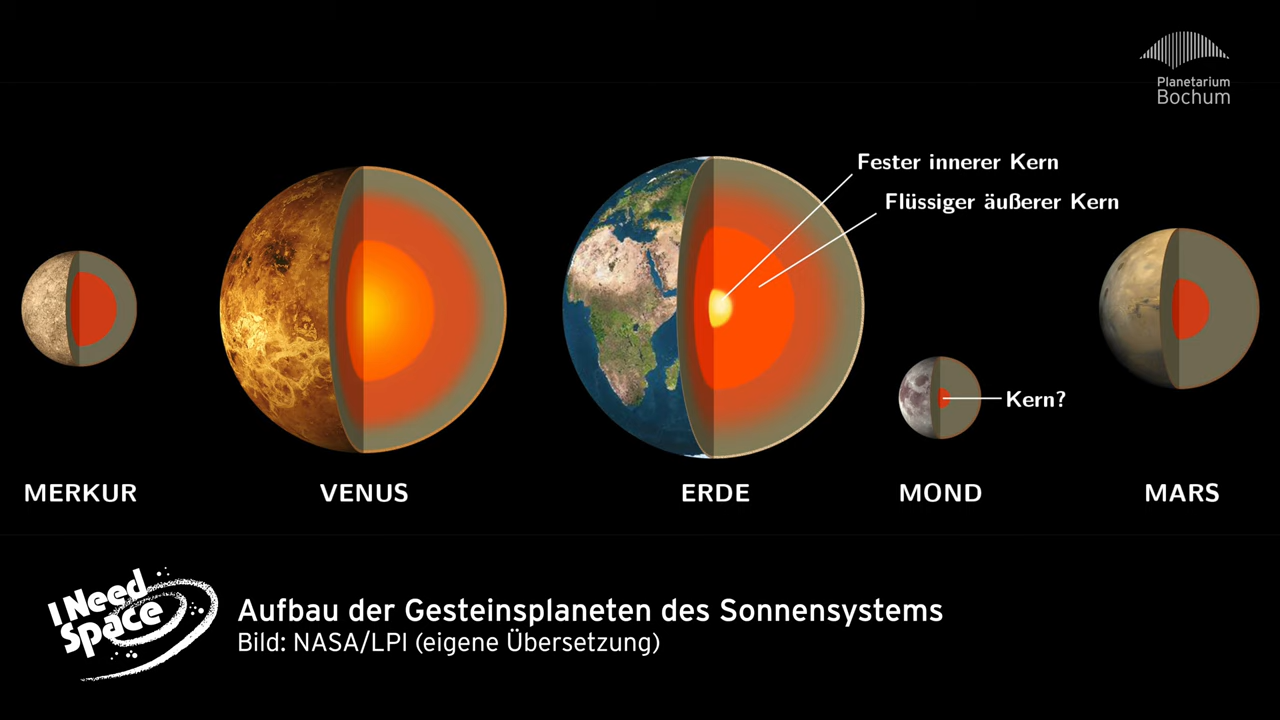 Planetarium
Bochum
Fester innerer Kern
Flüssiger äußerer Kern
Kern?
MERKUR
VENUS
ERDE
MOND
MARS
I Need
Space
Aufbau der Gesteinsplaneten des Sonnensystems
Bild: NASA/LPI (eigene Übersetzung)